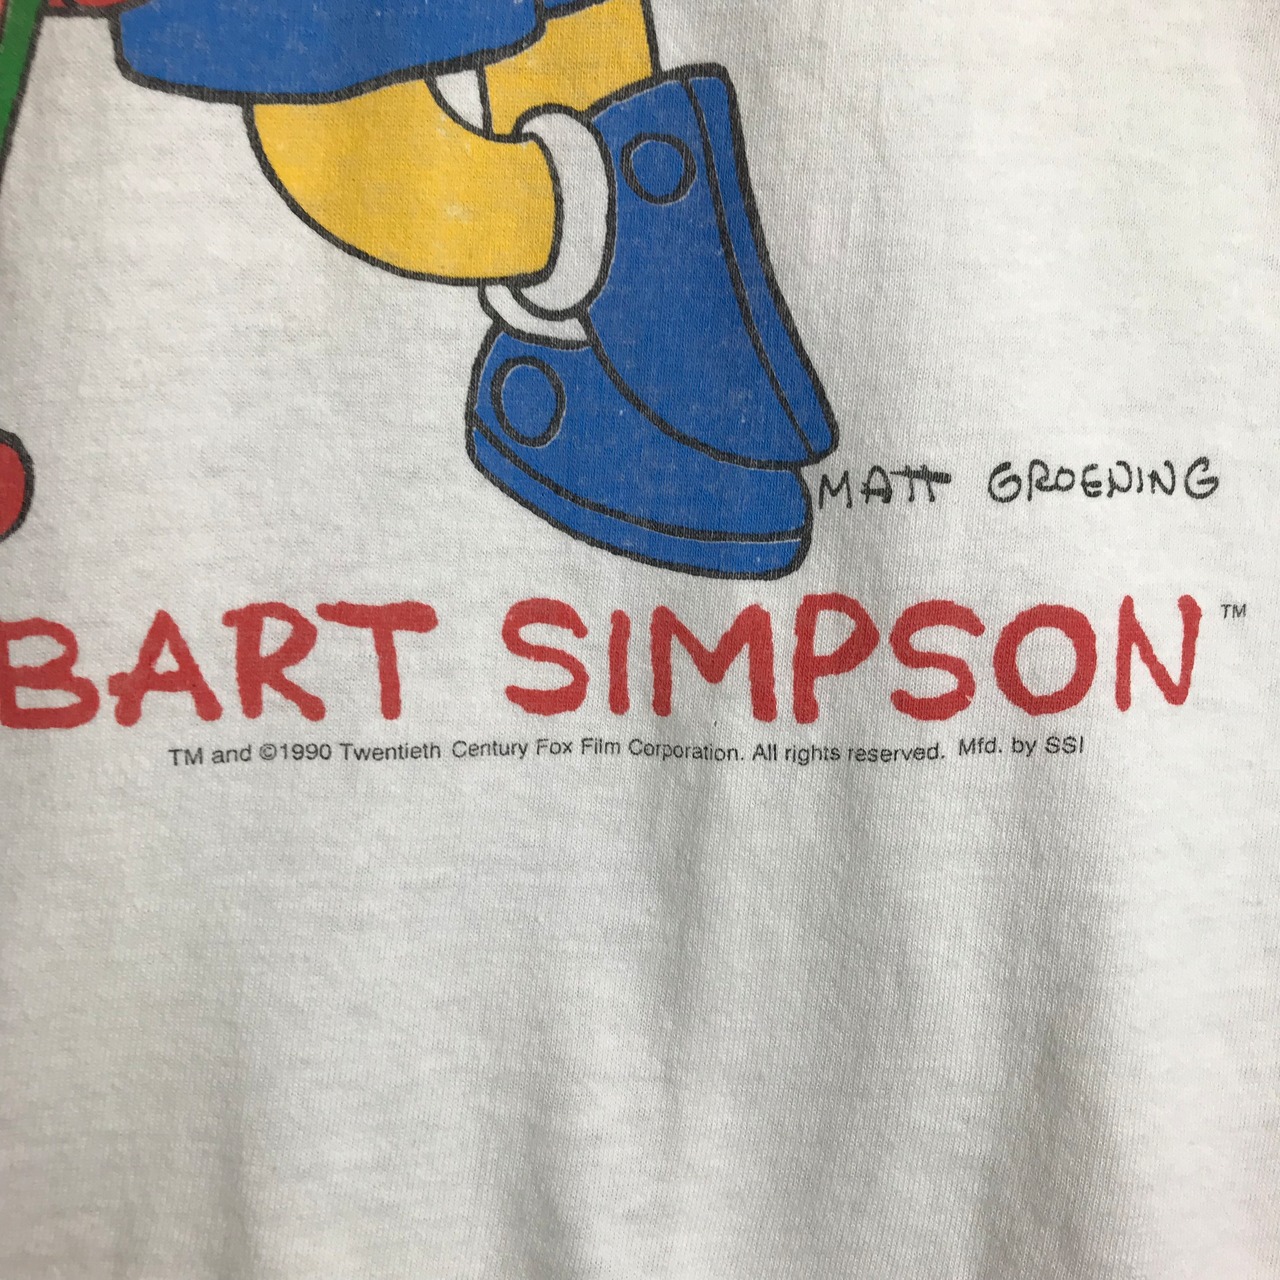 MATT GROENING
BART SIMPSON™
TM and ©1990 Twentieth Century Fox Film Corporation. All rights reserved. Mfd. by SSI